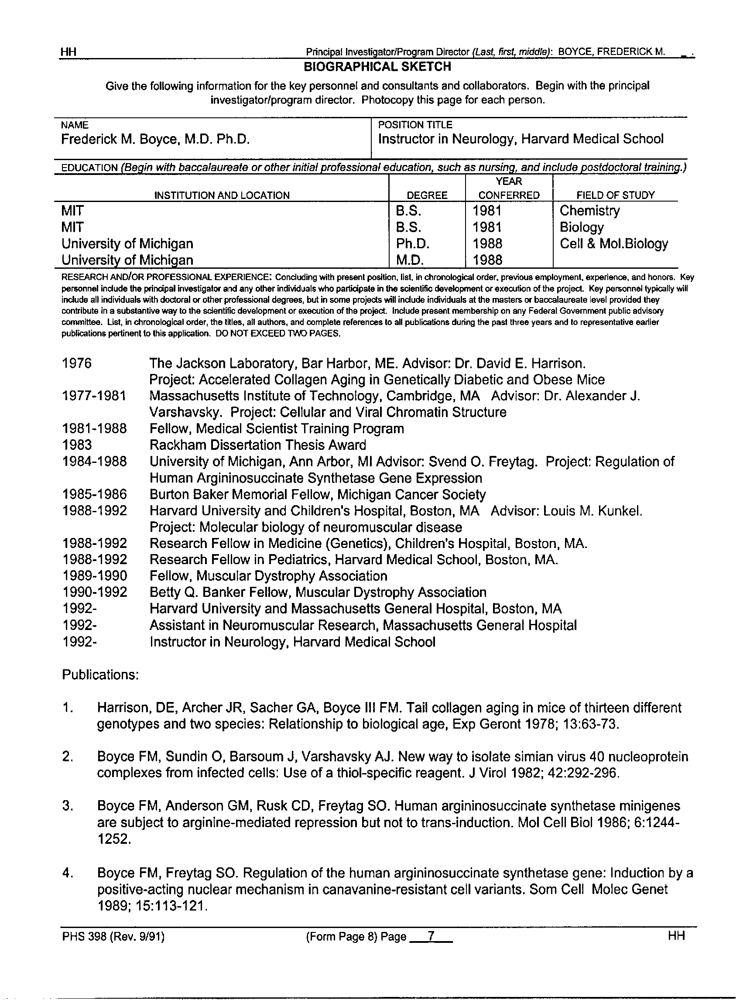 HH
Principal Investigator/Program Director (Last, first, middle): BOYCE, FREDERICK M.
BIOGRAPHICAL SKETCH
Give the following information for the key personnel and consultants and collaborators. Begin with the principal
investigator/program director. Photocopy this page for each person.
NAME
Frederick M. Boyce, M.D. Ph.D.
POSITION TITLE
Instructor in Neurology, Harvard Medical School
EDUCATION (Begin with baccalaureate or other initial professional education, such as nursing, and include postdoctoral training.)
INSTITUTION AND LOCATION DEGREE YEAR CONFERRED FIELD OF STUDY
MIT B.S. 1981 Chemistry
MIT B.S. 1981 Biology
University of Michigan Ph.D. 1988 Cell & Mol.Biology
University of Michigan M.D. 1988
RESEARCH AND/OR PROFESSIONAL EXPERIENCE: Concluding with present position, list, in chronological order, previous employment, experience, and honors. Key
personnel include the principal investigator and any other individuals who participate in the scientific development or execution of the project. Key personnel typically will
include all individuals with doctoral or other professional degrees, but in some projects will include individuals at the masters or baccalaureate level provided they
contribute in a substantive way to the scientific development or execution of the project. Include present membership on any Federal Government public advisory
committee. List, in chronological order, the titles, all authors, and complete references to all publications during the past three years and to representative earlier
publications pertinent to this application. DO NOT EXCEED TWO PAGES.
1976 The Jackson Laboratory, Bar Harbor, ME. Advisor: Dr. David E. Harrison.
Project: Accelerated Collagen Aging in Genetically Diabetic and Obese Mice
1977-1981 Massachusetts Institute of Technology, Cambridge, MA Advisor: Dr. Alexander J.
Varshavsky. Project: Cellular and Viral Chromatin Structure
1981-1988 Fellow, Medical Scientist Training Program
1983 Rackham Dissertation Thesis Award
1984-1988 University of Michigan, Ann Arbor, MI Advisor: Svend O. Freytag. Project: Regulation of
Human Argininosuccinate Synthetase Gene Expression
1985-1986 Burton Baker Memorial Fellow, Michigan Cancer Society
1988-1992 Harvard University and Children's Hospital, Boston, MA Advisor: Louis M. Kunkel.
Project: Molecular biology of neuromuscular disease
1988-1992 Research Fellow in Medicine (Genetics), Children's Hospital, Boston, MA.
1988-1992 Research Fellow in Pediatrics, Harvard Medical School, Boston, MA.
1989-1990 Fellow, Muscular Dystrophy Association
1990-1992 Betty Q. Banker Fellow, Muscular Dystrophy Association
1992- Harvard University and Massachusetts General Hospital, Boston, MA
1992- Assistant in Neuromuscular Research, Massachusetts General Hospital
1992- Instructor in Neurology, Harvard Medical School
Publications:
1. Harrison, DE, Archer JR, Sacher GA, Boyce III FM. Tail collagen aging in mice of thirteen different
genotypes and two species: Relationship to biological age, Exp Geront 1978; 13:63-73.
2. Boyce FM, Sundin O, Barsoum J, Varshavsky AJ. New way to isolate simian virus 40 nucleoprotein
complexes from infected cells: Use of a thiol-specific reagent. J Virol 1982; 42:292-296.
3. Boyce FM, Anderson GM, Rusk CD, Freytag SO. Human argininosuccinate synthetase minigenes
are subject to arginine-mediated repression but not to trans-induction. Mol Cell Biol 1986; 6:1244-
1252.
4. Boyce FM, Freytag SO. Regulation of the human argininosuccinate synthetase gene: Induction by a
positive-acting nuclear mechanism in canavanine-resistant cell variants. Som Cell Molec Genet
1989; 15:113-121.
PHS 398 (Rev. 9/91) (Form Page 8) Page 7 HH